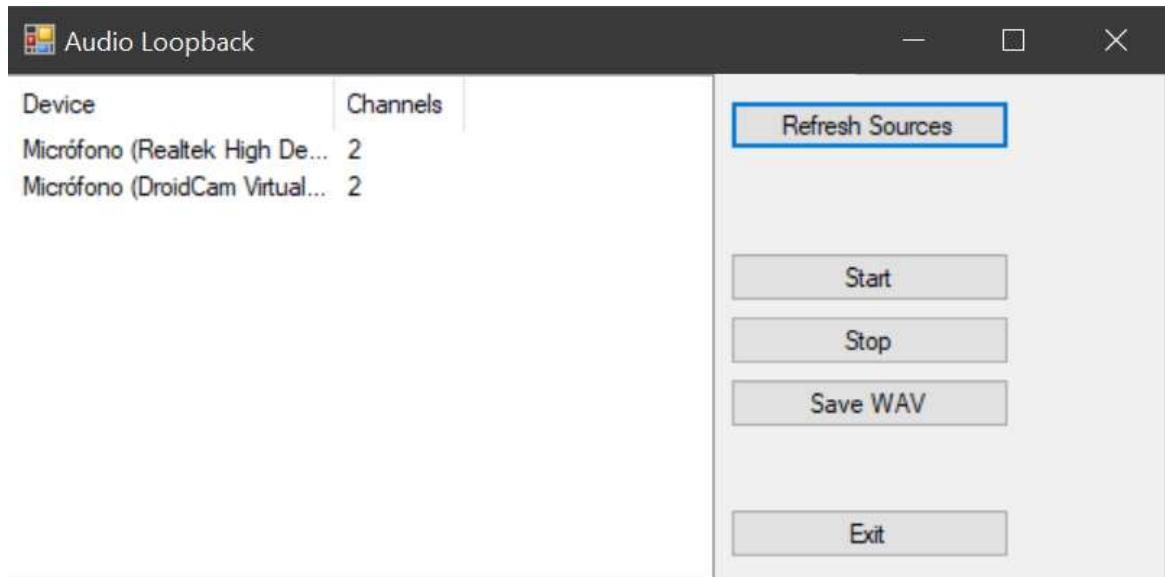 Audio Loopback
Device Channels
Micrófono (Realtek High De... 2
Micrófono (DroidCam Virtual... 2
Refresh Sources
Start
Stop
Save WAV
Exit